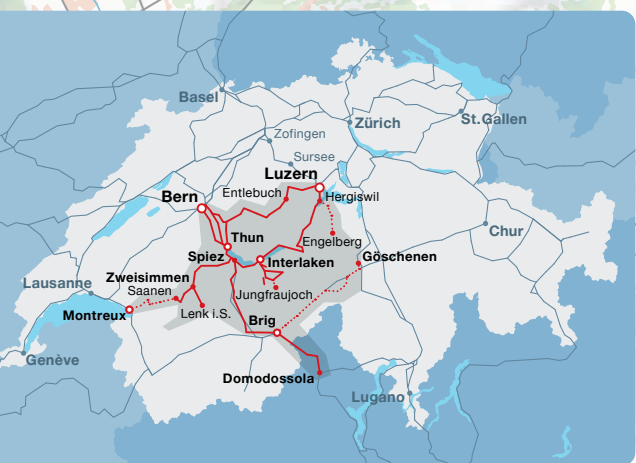 Basel
Zofingen
Zürich
St.Gallen
Sursee
Luzern
Entlebuch
Hergiswil
Bern
Thun
Engelberg
Chur
Spiez
Interlaken
Göschenen
Zweisimmen
Lausanne
Saanen
Jungfraujoch
Montreux
Lenk i.S.
Brig
Genève
Domodossola
Lugano